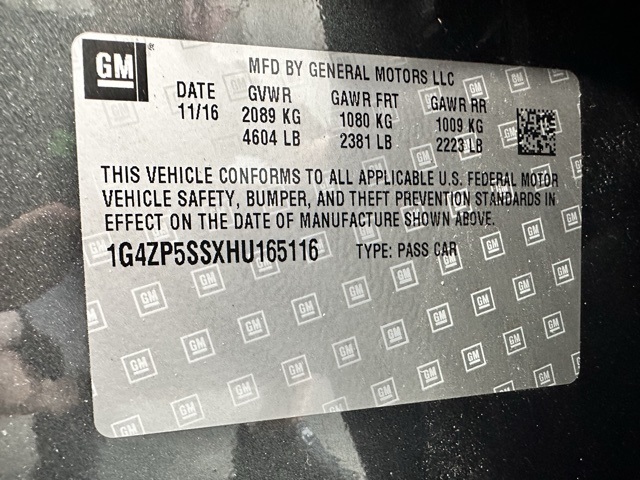 GM
MFD BY GENERAL MOTORS LLC
DATE GVWR GAWR FRT GAWR RR
11/16 2089 KG 1080 KG 1009 KG
4604 LB 2381 LB 2223 LB
THIS VEHICLE CONFORMS TO ALL APPLICABLE U.S. FEDERAL MOTOR
VEHICLE SAFETY, BUMPER, AND THEFT PREVENTION STANDARDS IN
EFFECT ON THE DATE OF MANUFACTURE SHOWN ABOVE.
1G4ZP5SSXHU165116 TYPE: PASS CAR